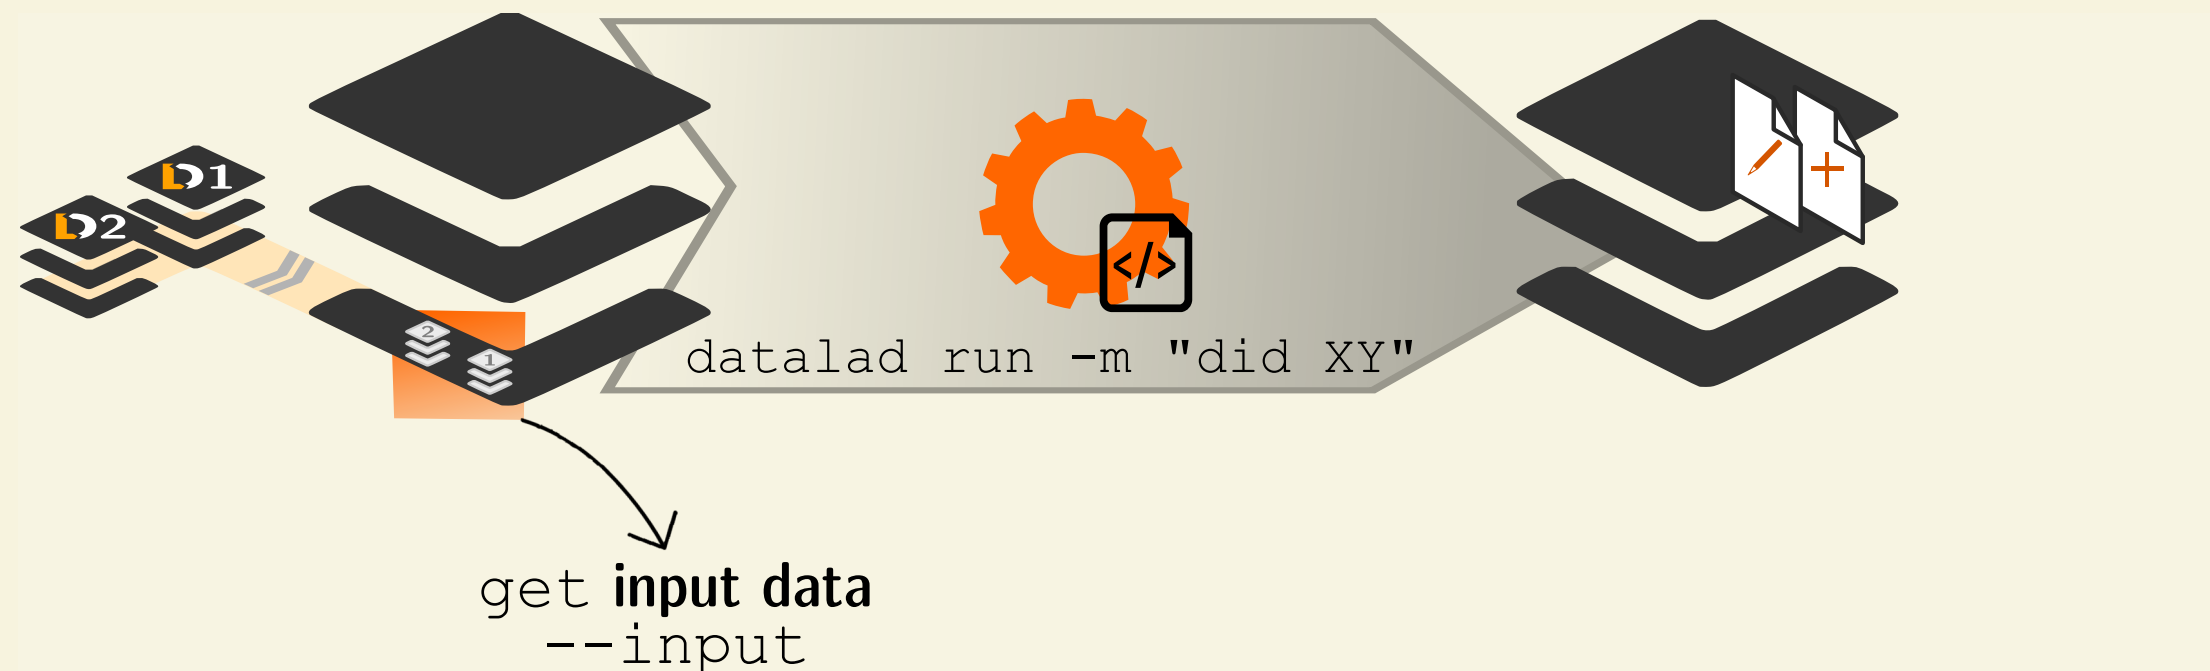 D1
D2
2
1
</>
datalad run -m "did XY"
get input data
--input